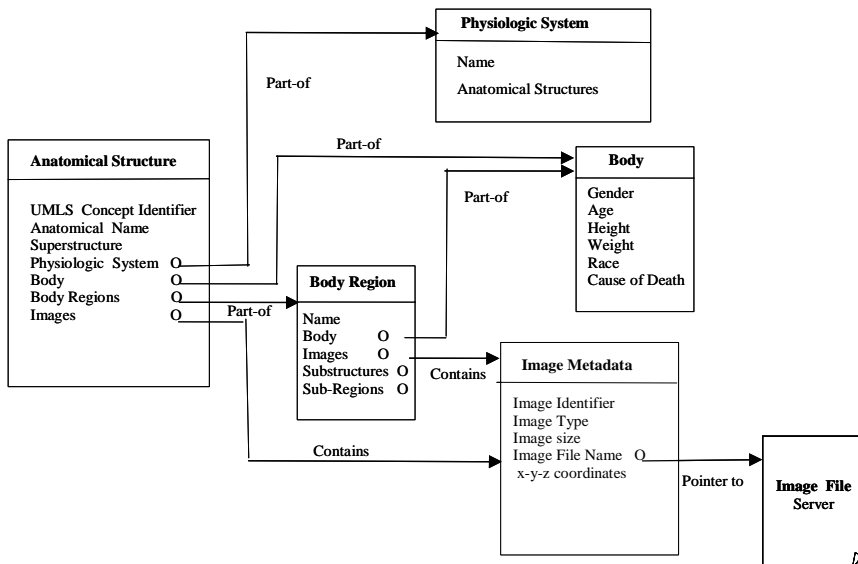 Physiologic System
Name
Anatomical Structures
Part-of
Anatomical Structure
UMLS Concept Identifier
Anatomical Name
Superstructure
Physiologic System O
Body O
Body Regions O
Images O
Part-of
Body
Gender
Age
Height
Weight
Race
Cause of Death
Part-of
Part-of
Body Region
Name
Body O
Images O
Substructures O
Sub-Regions O
Contains
Contains
Image Metadata
Image Identifier
Image Type
Image size
Image File Name O
x-y-z coordinates
Pointer to
Image File
Server